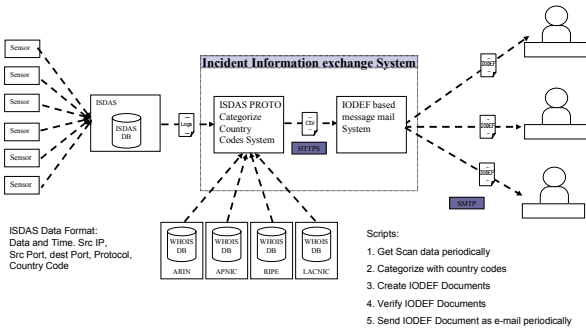 Sensor
Sensor
Sensor
Sensor
Sensor
Sensor
ISDAS
ISDAS
DB
Logs
Incident Information exchange System
ISDAS PROTO
Categorize
Country
Codes System
CSV
HTTPS
IODEF based
message mail
System
IODEF
IODEF
IODEF
SMTP
WHOIS
DB
ARIN
WHOIS
DB
APNIC
WHOIS
DB
RIPE
WHOIS
DB
LACNIC
ISDAS Data Format:
Data and Time. Src IP,
Src Port, dest Port, Protocol,
Country Code
Scripts:
1. Get Scan data periodically
2. Categorize with country codes
3. Create IODEF Documents
4. Verify IODEF Documents
5. Send IODEF Document as e-mail periodically